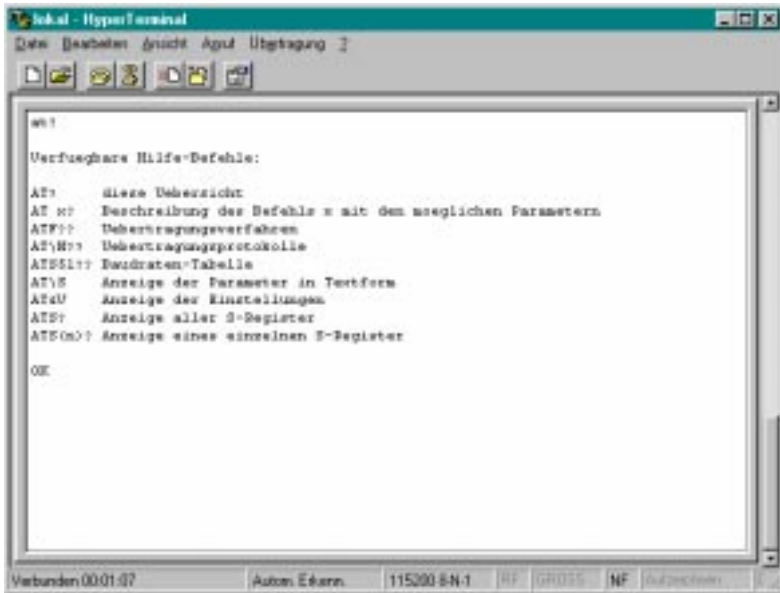 lokal - HyperTerminal
Datei Bearbeiten Ansicht Anruf Übertragung ?
at?
Verfuegbare Hilfe-Befehle:
AT? diese Uebersicht
AT x? Beschreibung des Befehls x mit den moeglichen Parametern
ATF?? Uebertragungsverfahren
AT\N?? Uebertragungsprotokolle
ATS51?? Baudraten-Tabelle
AT\S Anzeige der Parameter in Textform
AT&V Anzeige der Einstellungen
ATS? Anzeige aller S-Register
ATS(n)? Anzeige eines einzelnen S-Register
OK
Verbunden 00:01:07 Autom. Erkenn. 115200 8-N-1 RF GROSS NF Aufzeichnen